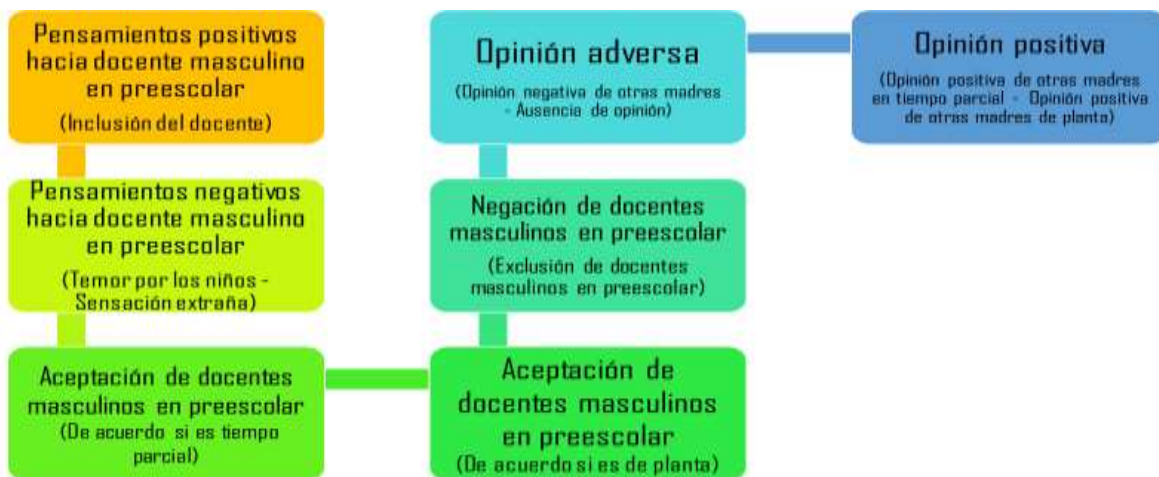 Pensamientos positivos
hacia docente masculino
en preescolar
(Inclusión del docente)
Pensamientos negativos
hacia docente masculino
en preescolar
(Temor por los niños -
Sensación extraña)
Aceptación de docentes
masculinos en preescolar
(De acuerdo si es tiempo
parcial)
Aceptación de
docentes masculinos
en preescolar
(De acuerdo si es de planta)
Negación de docentes
masculinos en preescolar
(Exclusión de docentes
masculinos en preescolar)
Opinión adversa
(Opinión negativa de otras madres
- Ausencia de opinión)
Opinión positiva
(Opinión positiva de otras madres
en tiempo parcial - Opinión positiva
de otras madres de planta)